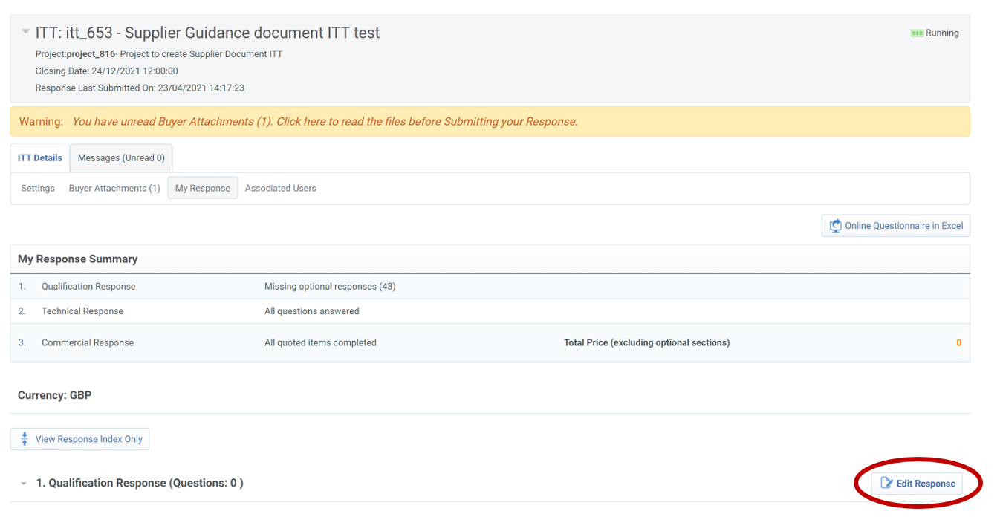 ITT: itt_653 - Supplier Guidance document ITT test
Running
Project:project_816- Project to create Supplier Document ITT
Closing Date: 24/12/2021 12:00:00
Response Last Submitted On: 23/04/2021 14:17:23
Warning: You have unread Buyer Attachments (1). Click here to read the files before Submitting your Response.
ITT Details Messages (Unread 0)
Settings Buyer Attachments (1) My Response Associated Users
Online Questionnaire in Excel
My Response Summary
1. Qualification Response Missing optional responses (43)
2. Technical Response All questions answered
3. Commercial Response All quoted items completed Total Price (excluding optional sections) 0
Currency: GBP
View Response Index Only
1. Qualification Response (Questions: 0 ) Edit Response